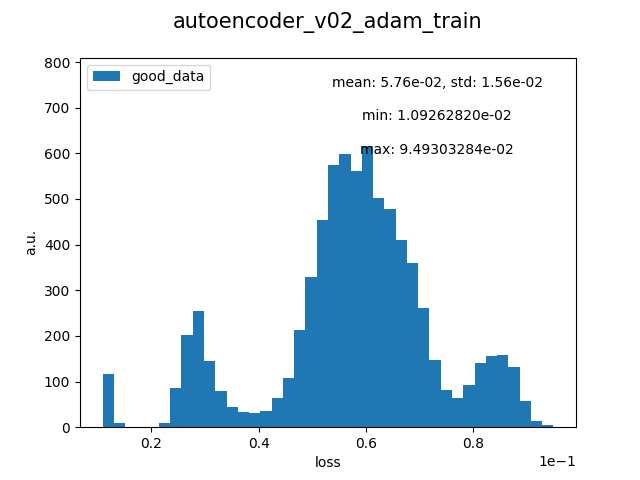 autoencoder_v02_adam_train
good_data
mean: 5.76e-02, std: 1.56e-02
min: 1.09262820e-02
max: 9.49303284e-02
a.u.
800
700
600
500
400
300
200
100
0
0.2 0.4 0.6 0.8
1e−1
loss